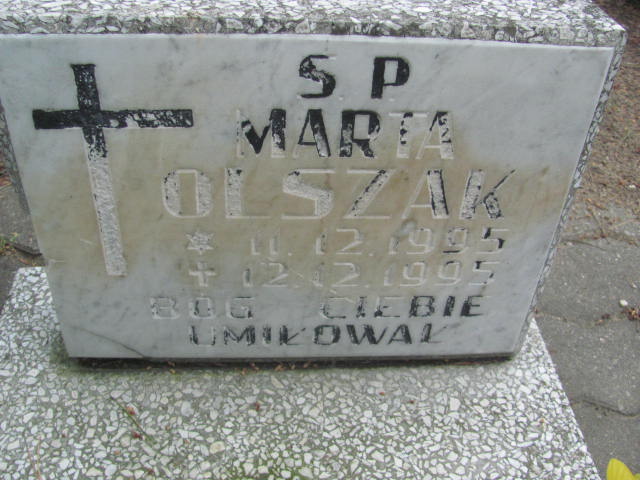 Ś.P
MARTA
OLSZAK
* 11.12.1995
+ 12.12.1995
BÓG CIEBIE
UMIŁOWAŁ